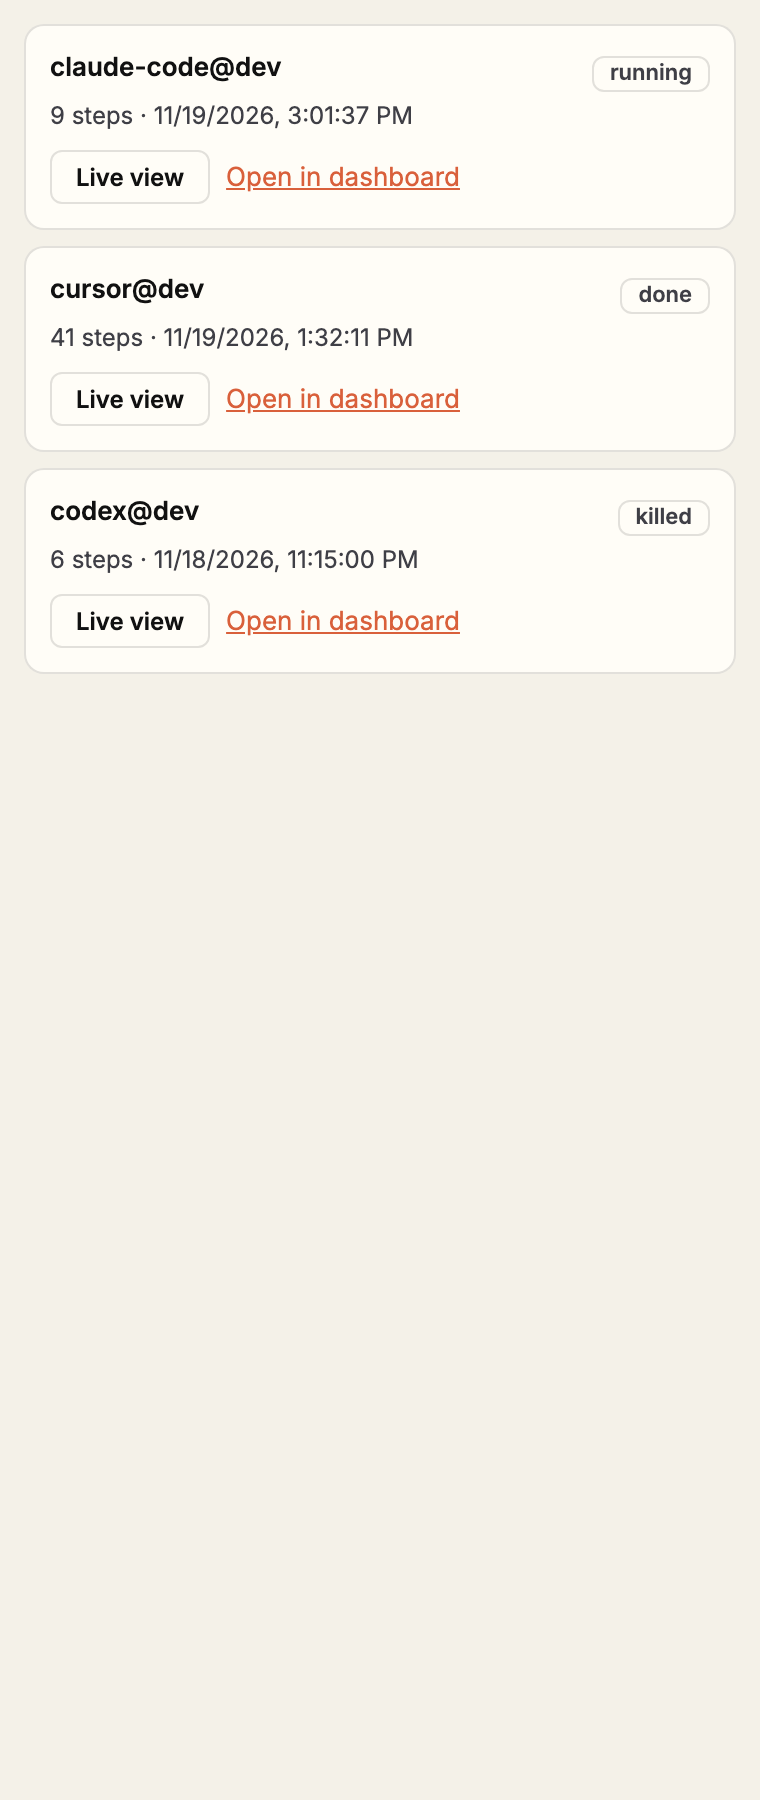 claude-code@dev
running
9 steps · 11/19/2026, 3:01:37 PM
Live view
Open in dashboard
cursor@dev
done
41 steps · 11/19/2026, 1:32:11 PM
Live view
Open in dashboard
codex@dev
killed
6 steps · 11/18/2026, 11:15:00 PM
Live view
Open in dashboard